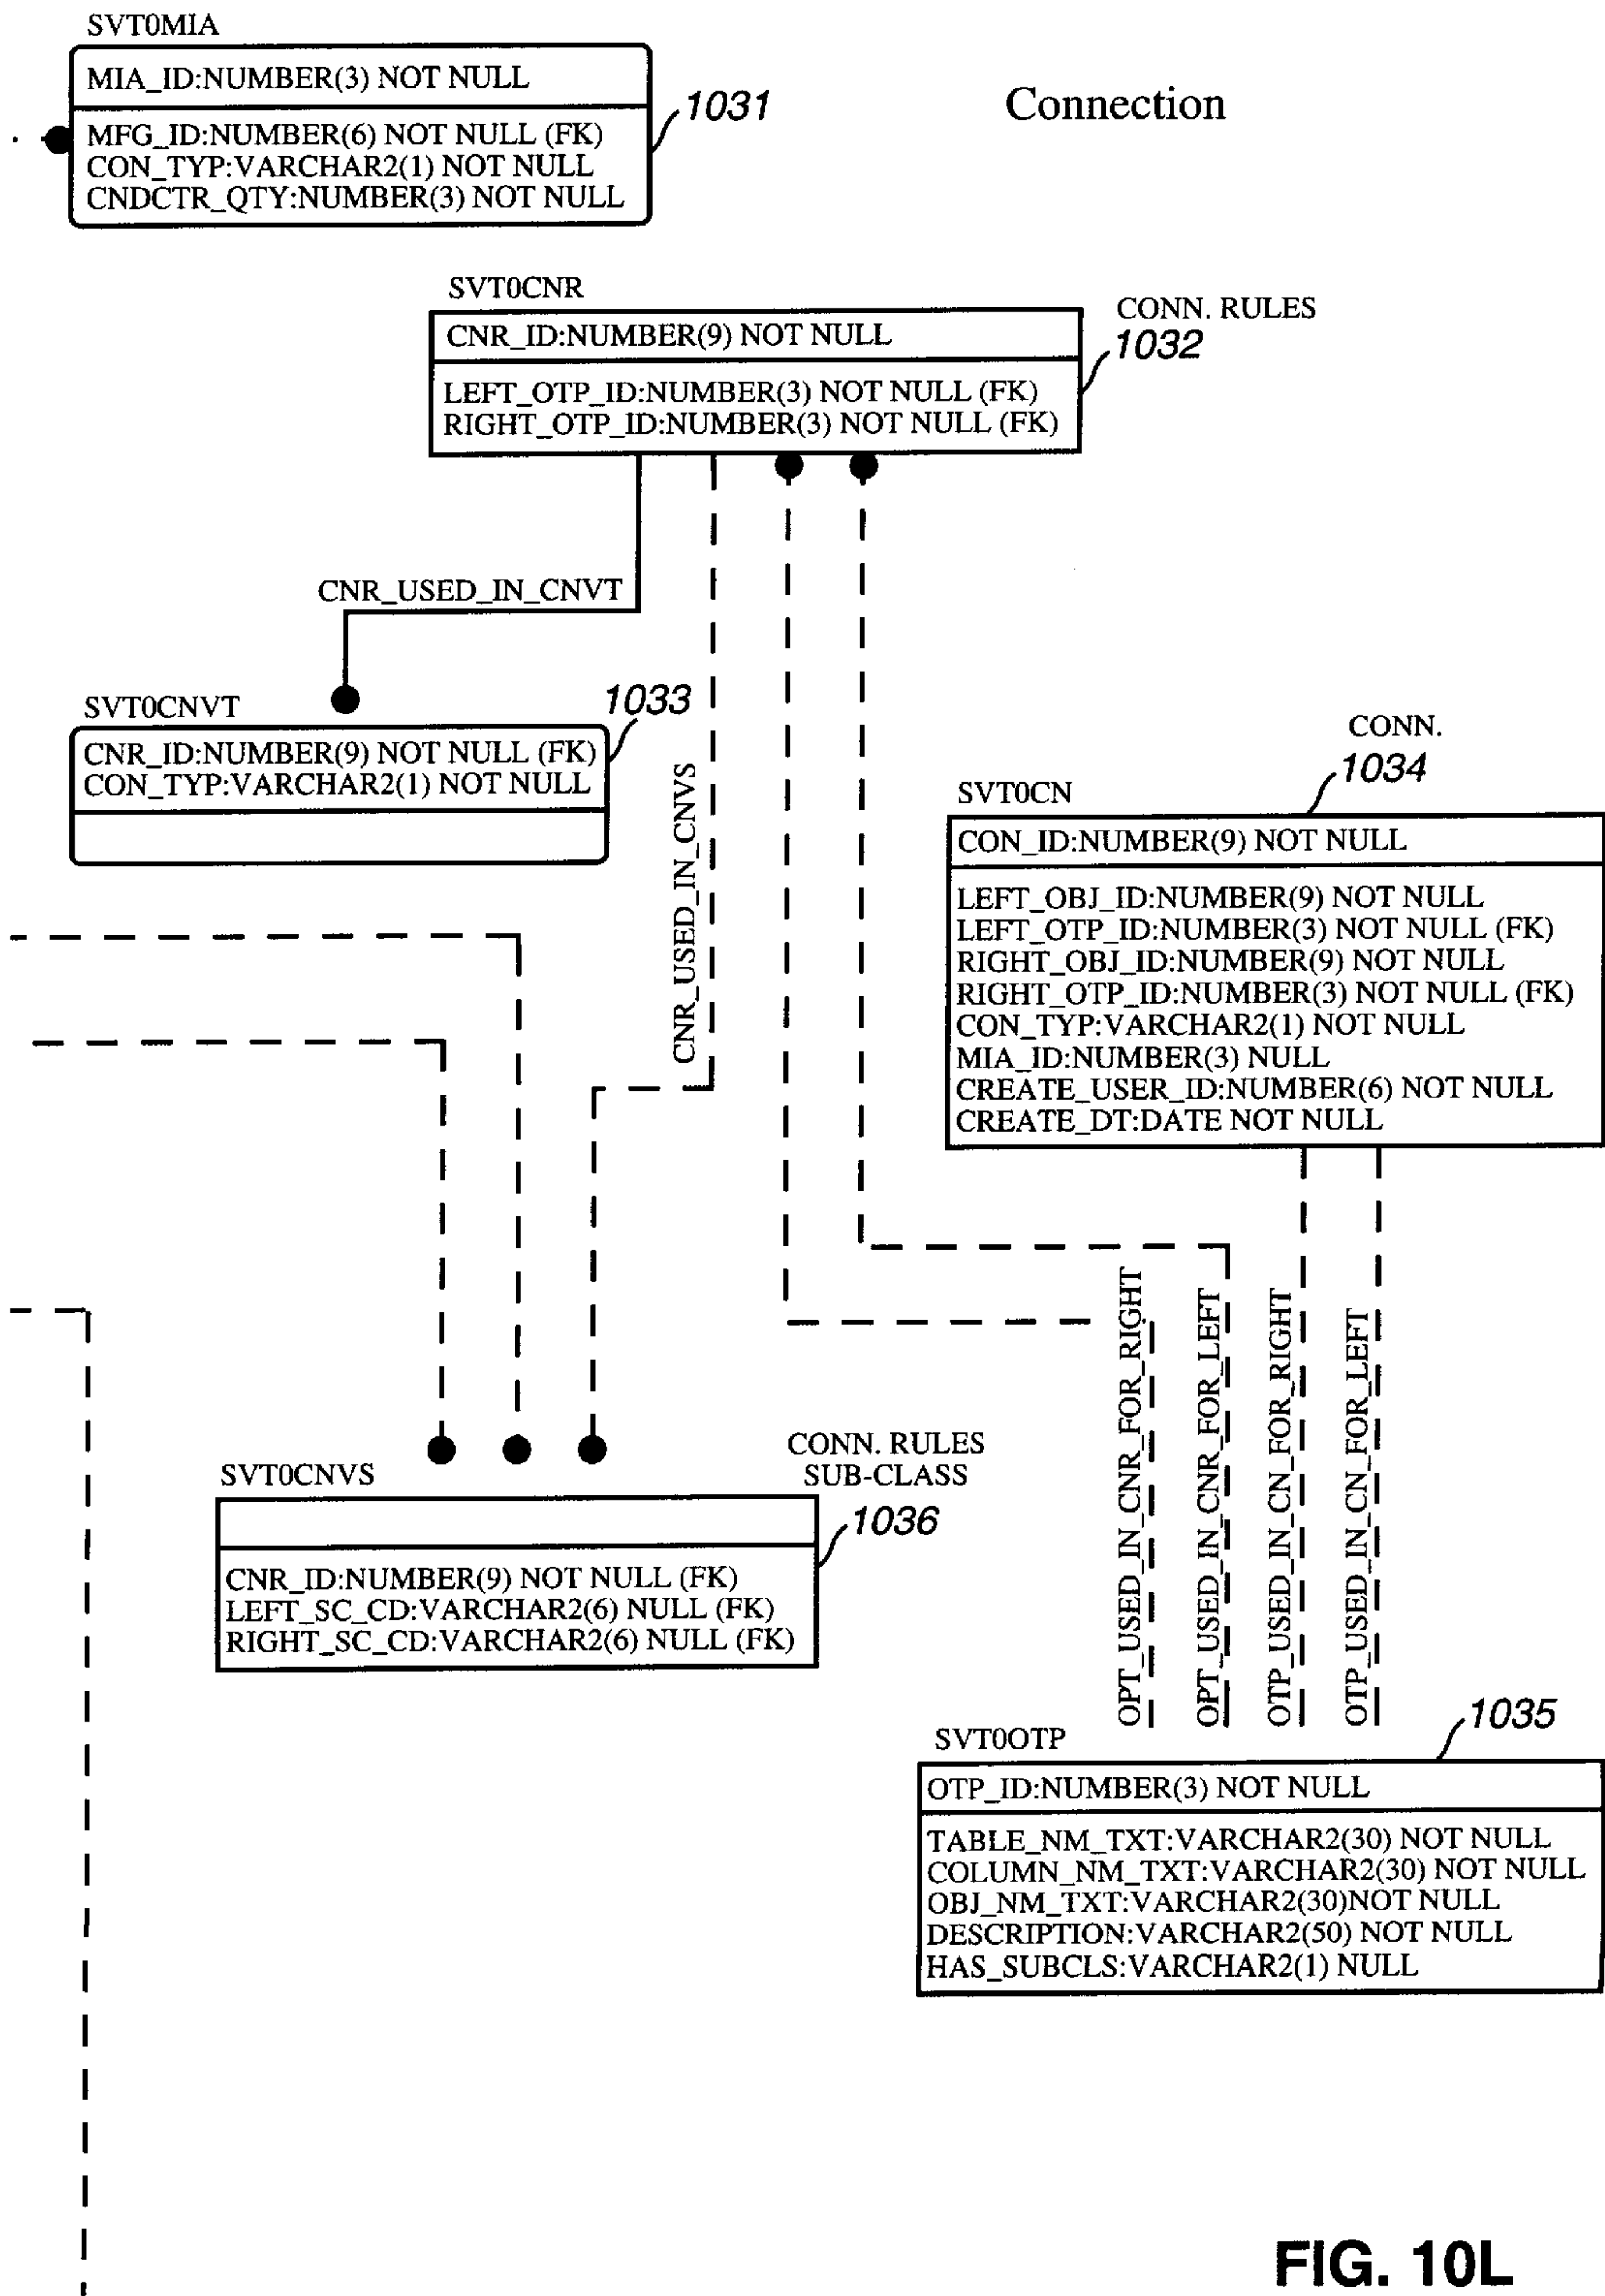 SVT0MIA
MIA_ID:NUMBER(3) NOT NULL
MFG_ID:NUMBER(6) NOT NULL (FK)
CON_TYP:VARCHAR2(1) NOT NULL
CNDCTR_QTY:NUMBER(3) NOT NULL
1031
Connection
SVT0CNR
CNR_ID:NUMBER(9) NOT NULL
LEFT_OTP_ID:NUMBER(3) NOT NULL (FK)
RIGHT_OTP_ID:NUMBER(3) NOT NULL (FK)
CONN. RULES
1032
CNR_USED_IN_CNVT
SVT0CNVT
1033
CNR_ID:NUMBER(9) NOT NULL (FK)
CON_TYP:VARCHAR2(1) NOT NULL
CNR_USED_IN_CNVS
CONN.
1034
SVT0CN
CON_ID:NUMBER(9) NOT NULL
LEFT_OBJ_ID:NUMBER(9) NOT NULL
LEFT_OTP_ID:NUMBER(3) NOT NULL (FK)
RIGHT_OBJ_ID:NUMBER(9) NOT NULL
RIGHT_OTP_ID:NUMBER(3) NOT NULL (FK)
CON_TYP:VARCHAR2(1) NOT NULL
MIA_ID:NUMBER(3) NULL
CREATE_USER_ID:NUMBER(6) NOT NULL
CREATE_DT:DATE NOT NULL
OPT_USED_IN_CNR_FOR_RIGHT
OPT_USED_IN_CNR_FOR_LEFT
OTP_USED_IN_CN_FOR_RIGHT
OTP_USED_IN_CN_FOR_LEFT
SVT0CNVS
CONN. RULES
SUB-CLASS
1036
CNR_ID:NUMBER(9) NOT NULL (FK)
LEFT_SC_CD:VARCHAR2(6) NULL (FK)
RIGHT_SC_CD:VARCHAR2(6) NULL (FK)
SVT0OTP
1035
OTP_ID:NUMBER(3) NOT NULL
TABLE_NM_TXT:VARCHAR2(30) NOT NULL
COLUMN_NM_TXT:VARCHAR2(30) NOT NULL
OBJ_NM_TXT:VARCHAR2(30)NOT NULL
DESCRIPTION:VARCHAR2(50) NOT NULL
HAS_SUBCLS:VARCHAR2(1) NULL
FIG. 10L